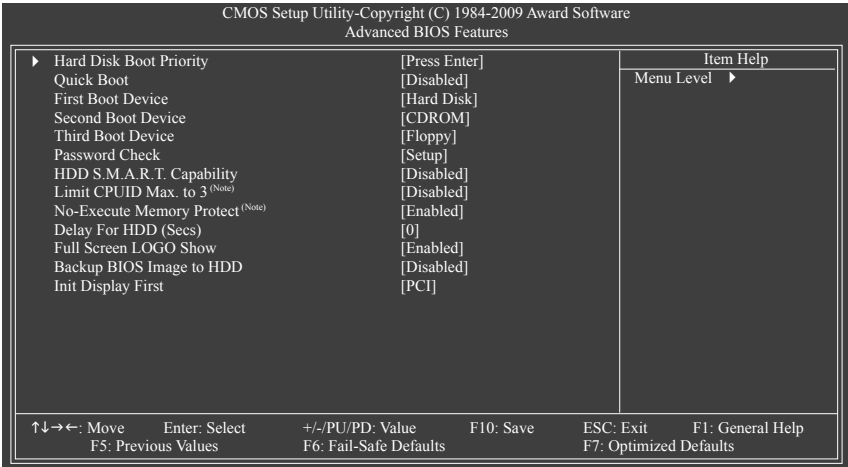 CMOS Setup Utility-Copyright (C) 1984-2009 Award Software
Advanced BIOS Features
▶ Hard Disk Boot Priority [Press Enter]
Quick Boot [Disabled]
First Boot Device [Hard Disk]
Second Boot Device [CDROM]
Third Boot Device [Floppy]
Password Check [Setup]
HDD S.M.A.R.T. Capability [Disabled]
Limit CPUID Max. to 3 (Note) [Disabled]
No-Execute Memory Protect (Note) [Enabled]
Delay For HDD (Secs) [0]
Full Screen LOGO Show [Enabled]
Backup BIOS Image to HDD [Disabled]
Init Display First [PCI]
Item Help
Menu Level ▶
↑↓→←: Move Enter: Select +/-/PU/PD: Value F10: Save ESC: Exit F1: General Help
F5: Previous Values F6: Fail-Safe Defaults F7: Optimized Defaults